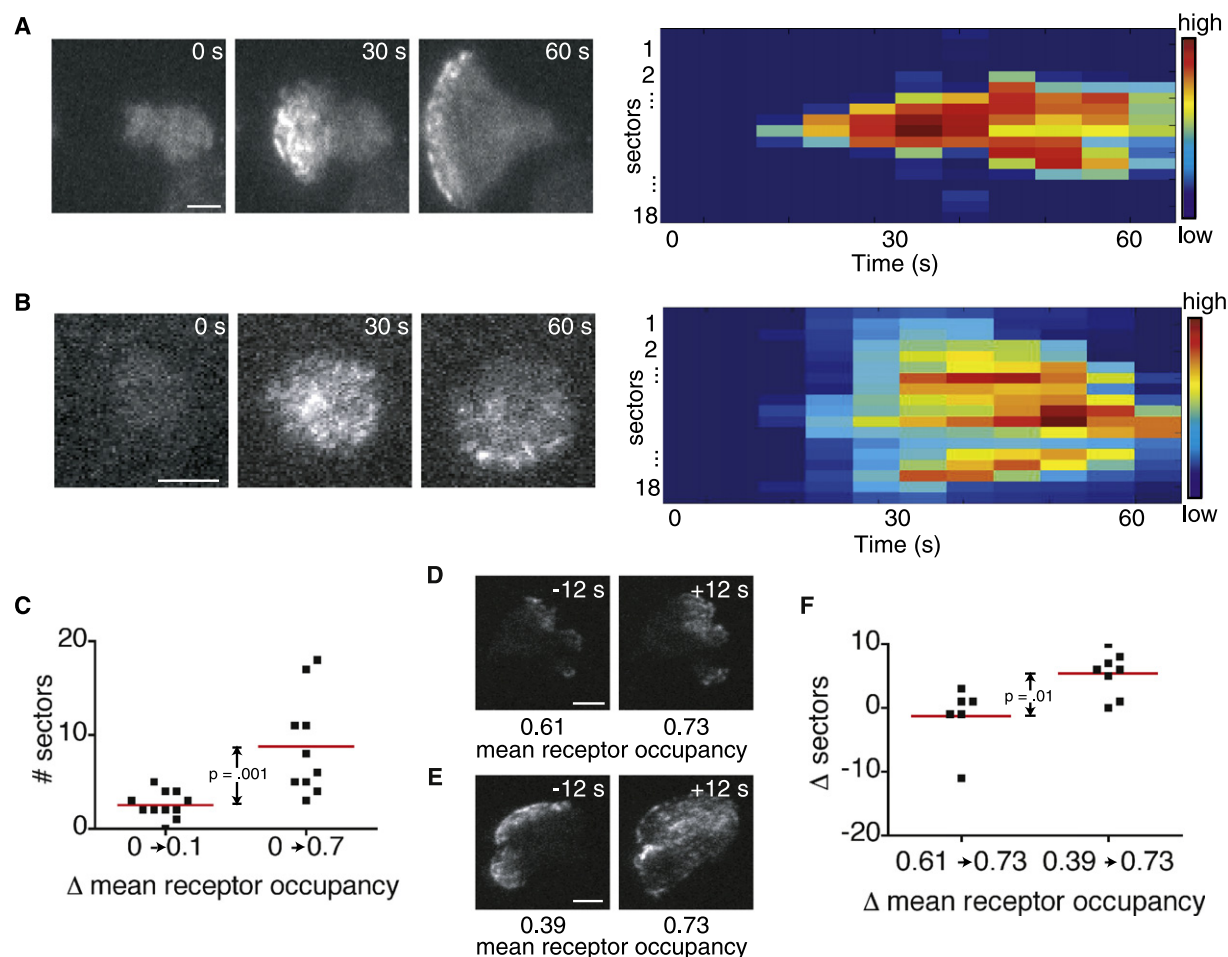 A
0 s
30 s
60 s
high
1
2
...
sectors
...
18
low
0
30
60
Time (s)
B
0 s
30 s
60 s
high
1
2
...
sectors
...
18
low
0
30
60
Time (s)
C
20
10
0
# sectors
p = .001
0 → 0.1
0 → 0.7
Δ mean receptor occupancy
D
-12 s
+12 s
0.61
0.73
mean receptor occupancy
E
-12 s
+12 s
0.39
0.73
mean receptor occupancy
F
10
0
-10
-20
Δ sectors
p = .01
0.61 → 0.73
0.39 → 0.73
Δ mean receptor occupancy